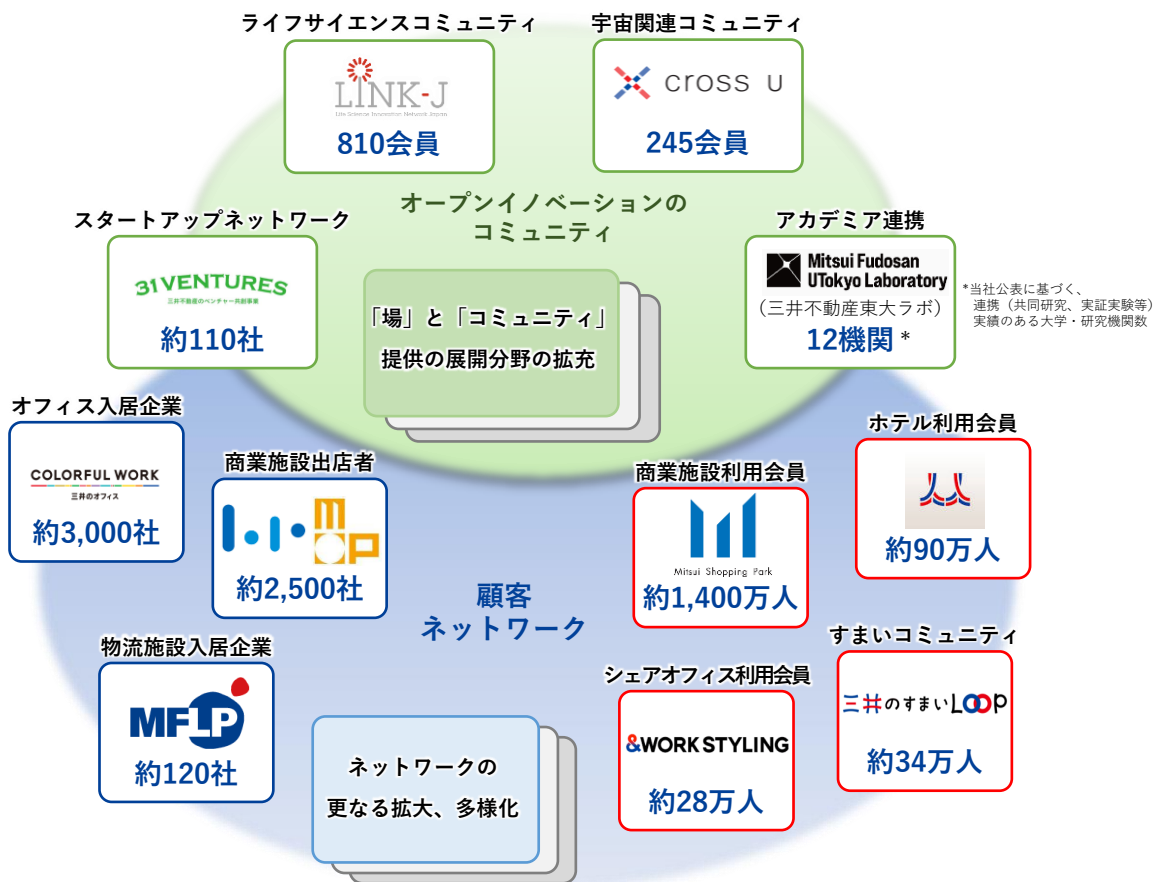 ライフサイエンスコミュニティ
LINK-J
Life Science Innovation Network Japan
810会員
宇宙関連コミュニティ
cross U
245会員
オープンイノベーションの
コミュニティ
スタートアップネットワーク
31VENTURES
三井不動産のベンチャー共創事業
約110社
「場」と「コミュニティ」
提供の展開分野の拡充
アカデミア連携
Mitsui Fudosan
UTokyo Laboratory
(三井不動産東大ラボ)
12機関 *
*当社公表に基づく、
連携（共同研究、実証実験等）
実績のある大学・研究機関数
オフィス入居企業
COLORFUL WORK
三井のオフィス
約3,000社
商業施設出店者
mop
約2,500社
顧客
ネットワーク
商業施設利用会員
Mitsui Shopping Park
約1,400万人
ホテル利用会員
約90万人
物流施設入居企業
MFLP
約120社
ネットワークの
更なる拡大、多様化
シェアオフィス利用会員
&WORK STYLING
約28万人
すまいコミュニティ
三井のすまいLOOP
約34万人